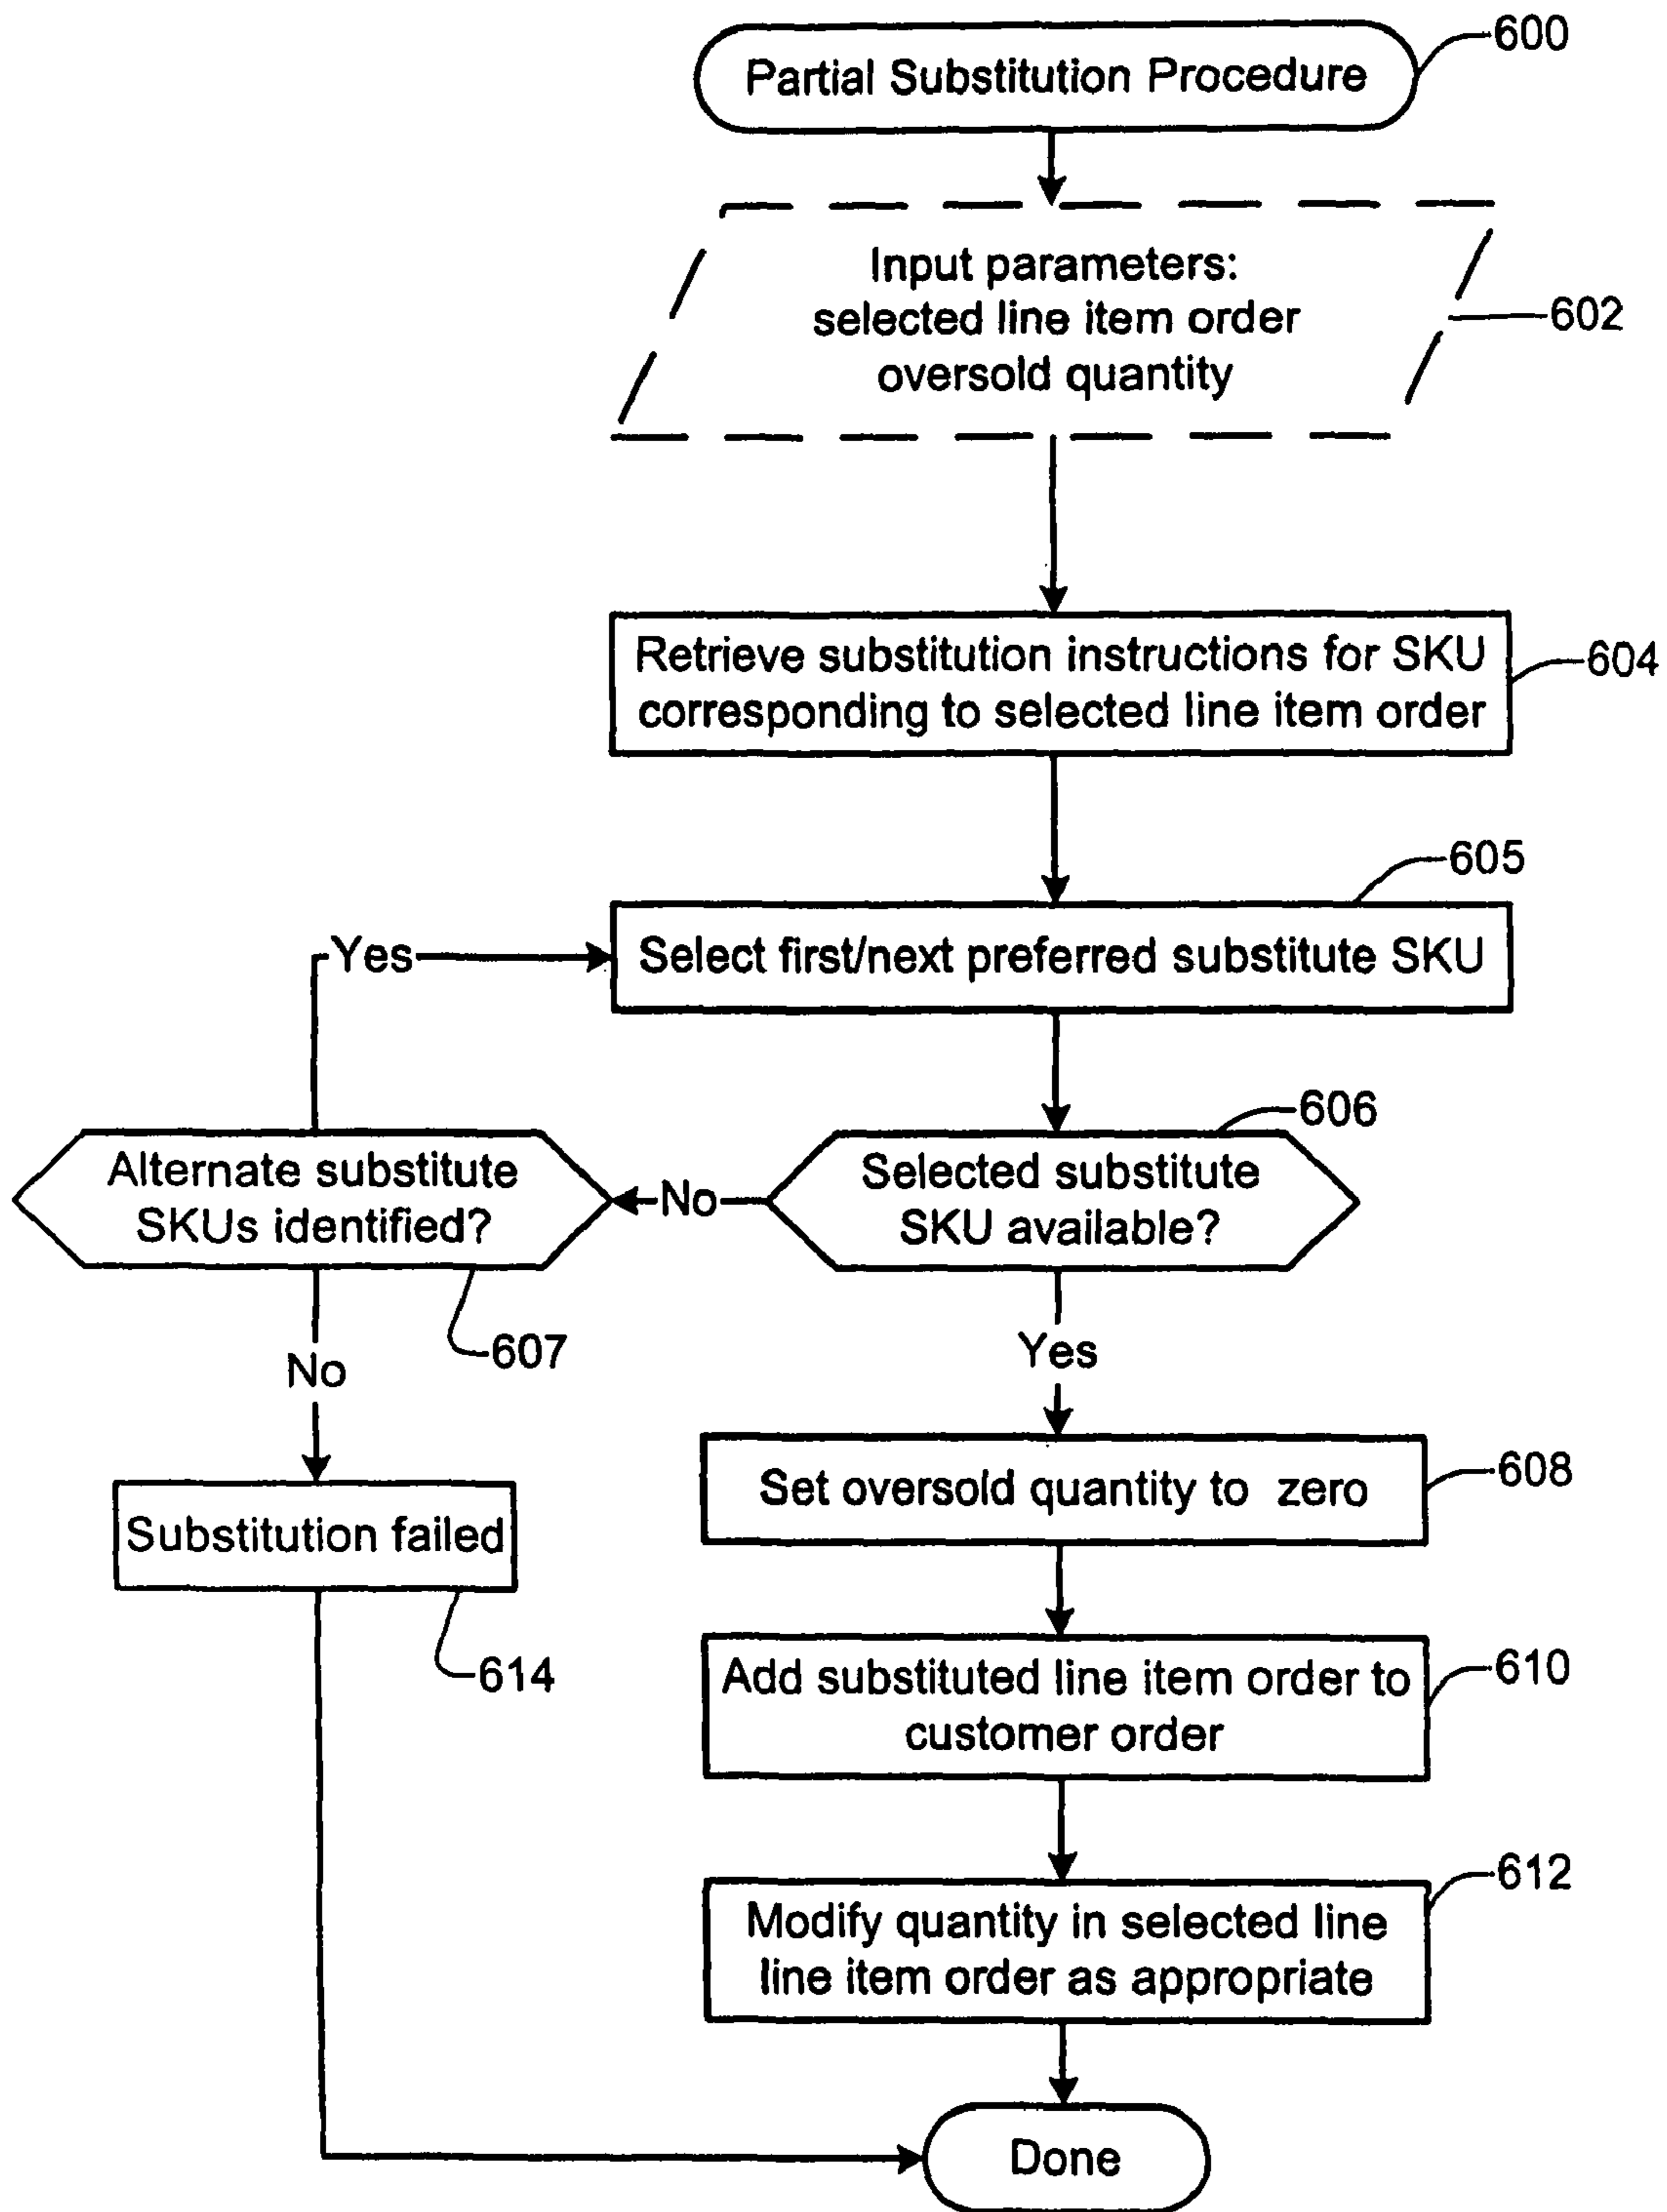 Partial Substitution Procedure
600
Input parameters:
selected line item order
oversold quantity
602
Retrieve substitution instructions for SKU
corresponding to selected line item order
604
605
Select first/next preferred substitute SKU
Yes
606
Alternate substitute
SKUs identified?
No
Selected substitute
SKU available?
607
No
Yes
Set oversold quantity to zero
608
Substitution failed
614
Add substituted line item order to
customer order
610
612
Modify quantity in selected line
line item order as appropriate
Done